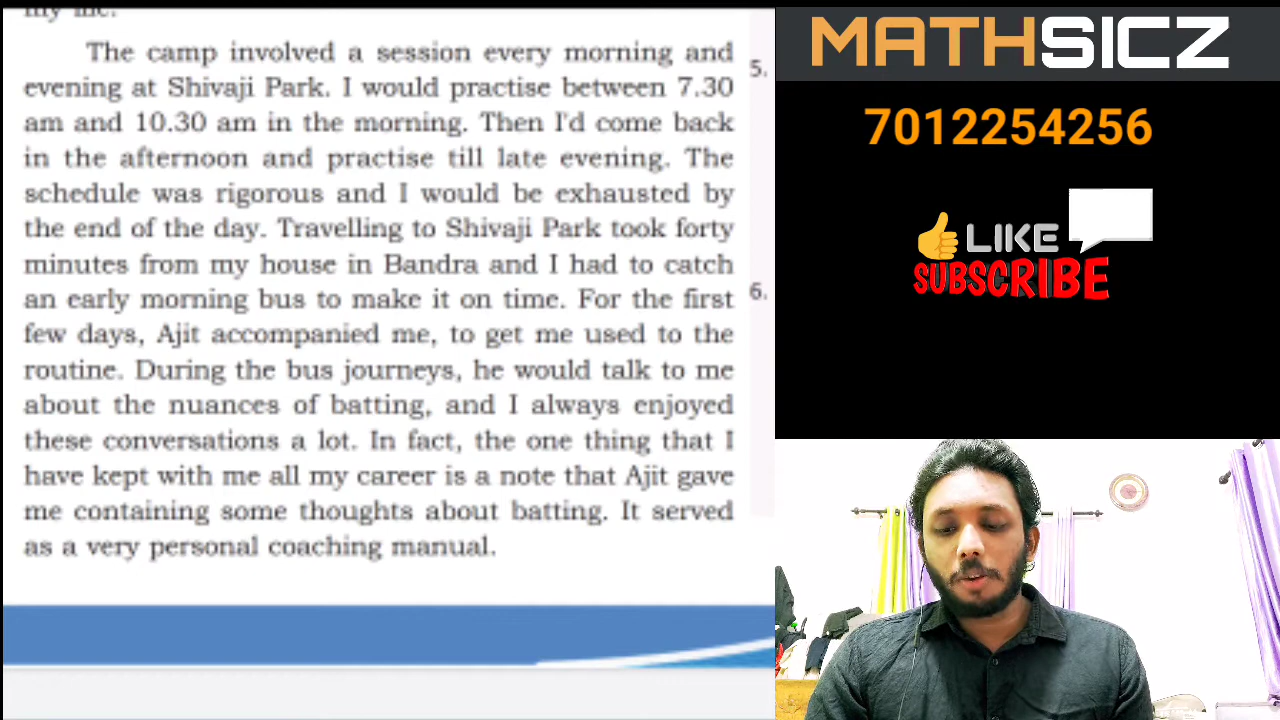 The camp involved a session every morning and
evening at Shivaji Park. I would practise between 7.30
am and 10.30 am in the morning. Then I'd come back
in the afternoon and practise till late evening. The
schedule was rigorous and I would be exhausted by
the end of the day. Travelling to Shivaji Park took forty
minutes from my house in Bandra and I had to catch
an early morning bus to make it on time. For the first
few days, Ajit accompanied me, to get me used to the
routine. During the bus journeys, he would talk to me
about the nuances of batting, and I always enjoyed
these conversations a lot. In fact, the one thing that I
have kept with me all my career is a note that Ajit gave
me containing some thoughts about batting. It served
as a very personal coaching manual.
5.
6.
MATHSICZ
7012254256
LIKE
SUBSCRIBE